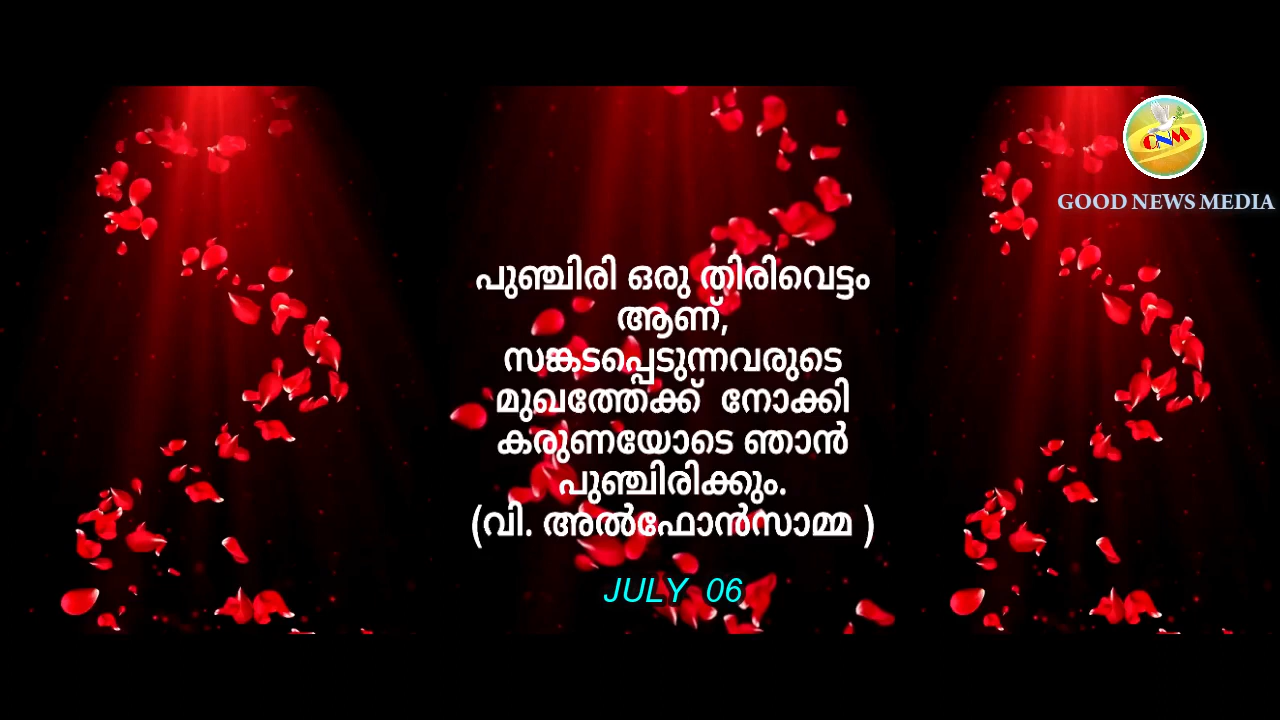 GNM
GOOD NEWS MEDIA
പുഞ്ചിരി ഒരു തിരിവെട്ടം
ആണ്,
സങ്കടപ്പെടുന്നവരുടെ
മുഖത്തേക്ക് നോക്കി
കരുണയോടെ ഞാൻ
പുഞ്ചിരിക്കും.
(വി. അൽഫോൻസാമ്മ )
JULY 06